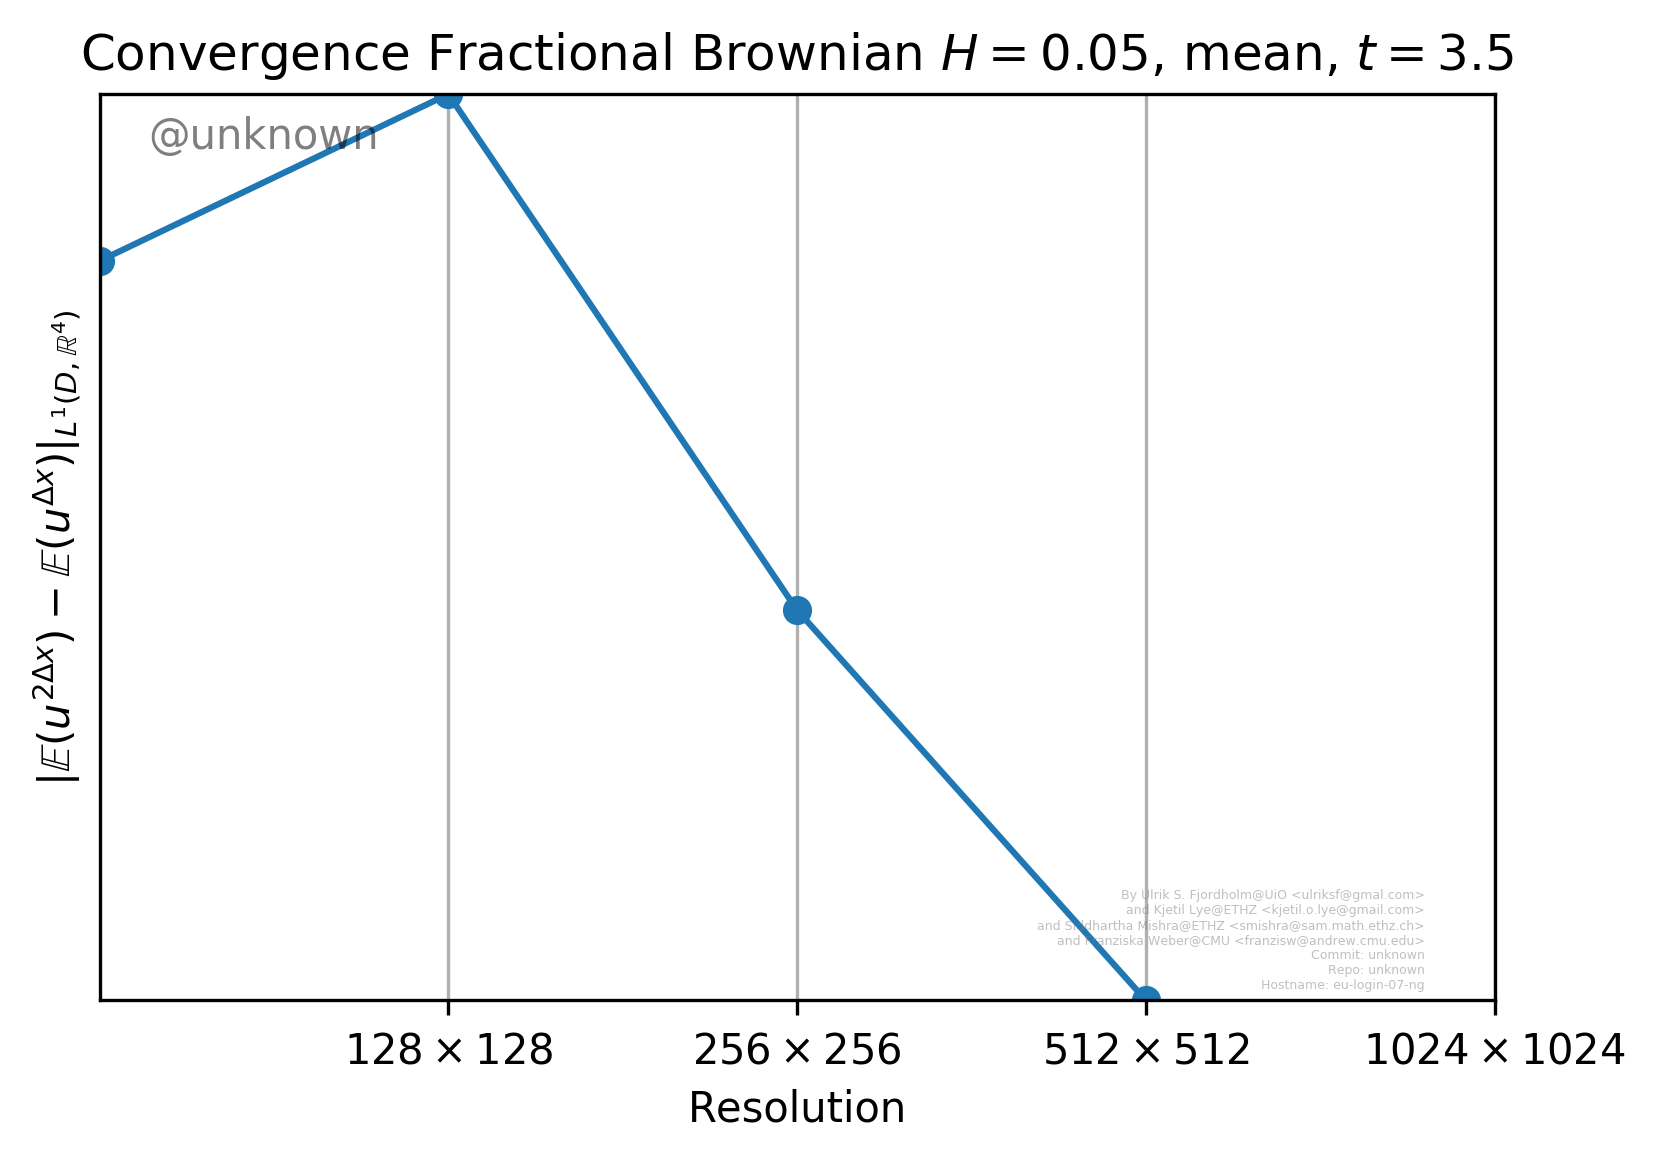 Convergence Fractional Brownian H = 0.05, mean, t = 3.5
@unknown
|𝔼(u^{2Δx}) − 𝔼(u^{Δx})|_{L^1(D, ℝ^4)}
By Ulrik S. Fjordholm@UiO <ulriksf@gmal.com>
and Kjetil Lye@ETHZ <kjetil.o.lye@gmail.com>
and Siddhartha Mishra@ETHZ <smishra@sam.math.ethz.ch>
and Franziska Weber@CMU <franzisw@andrew.cmu.edu>
Commit: unknown
Repo: unknown
Hostname: eu-login-07-ng
128 × 128 256 × 256 512 × 512 1024 × 1024
Resolution